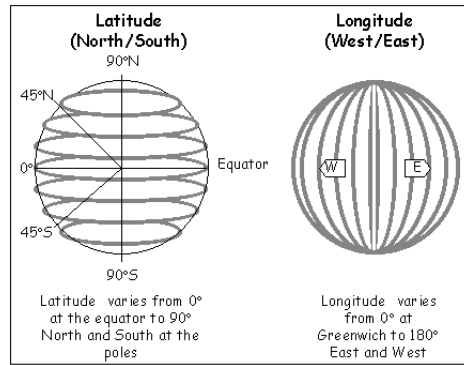 Latitude
(North/South)
90°N
45°N
0°
Equator
45°S
90°S
Latitude varies from 0°
at the equator to 90°
North and South at the
poles
Longitude
(West/East)
W
E
Longitude varies
from 0° at
Greenwich to 180°
East and West